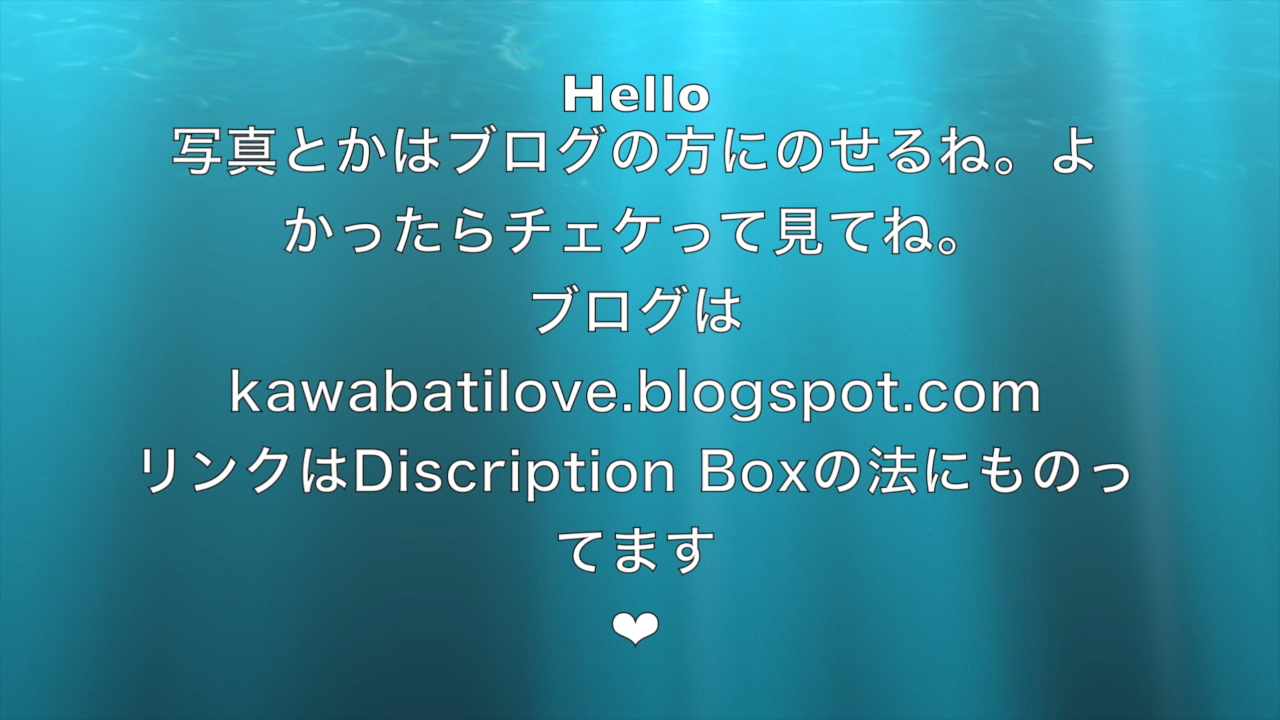 Hello
写真とかはブログの方にのせるね。よ
かったらチェケって見てね。
ブログは
kawabatilove.blogspot.com
リンクはDiscription Boxの法にものっ
てます
❤